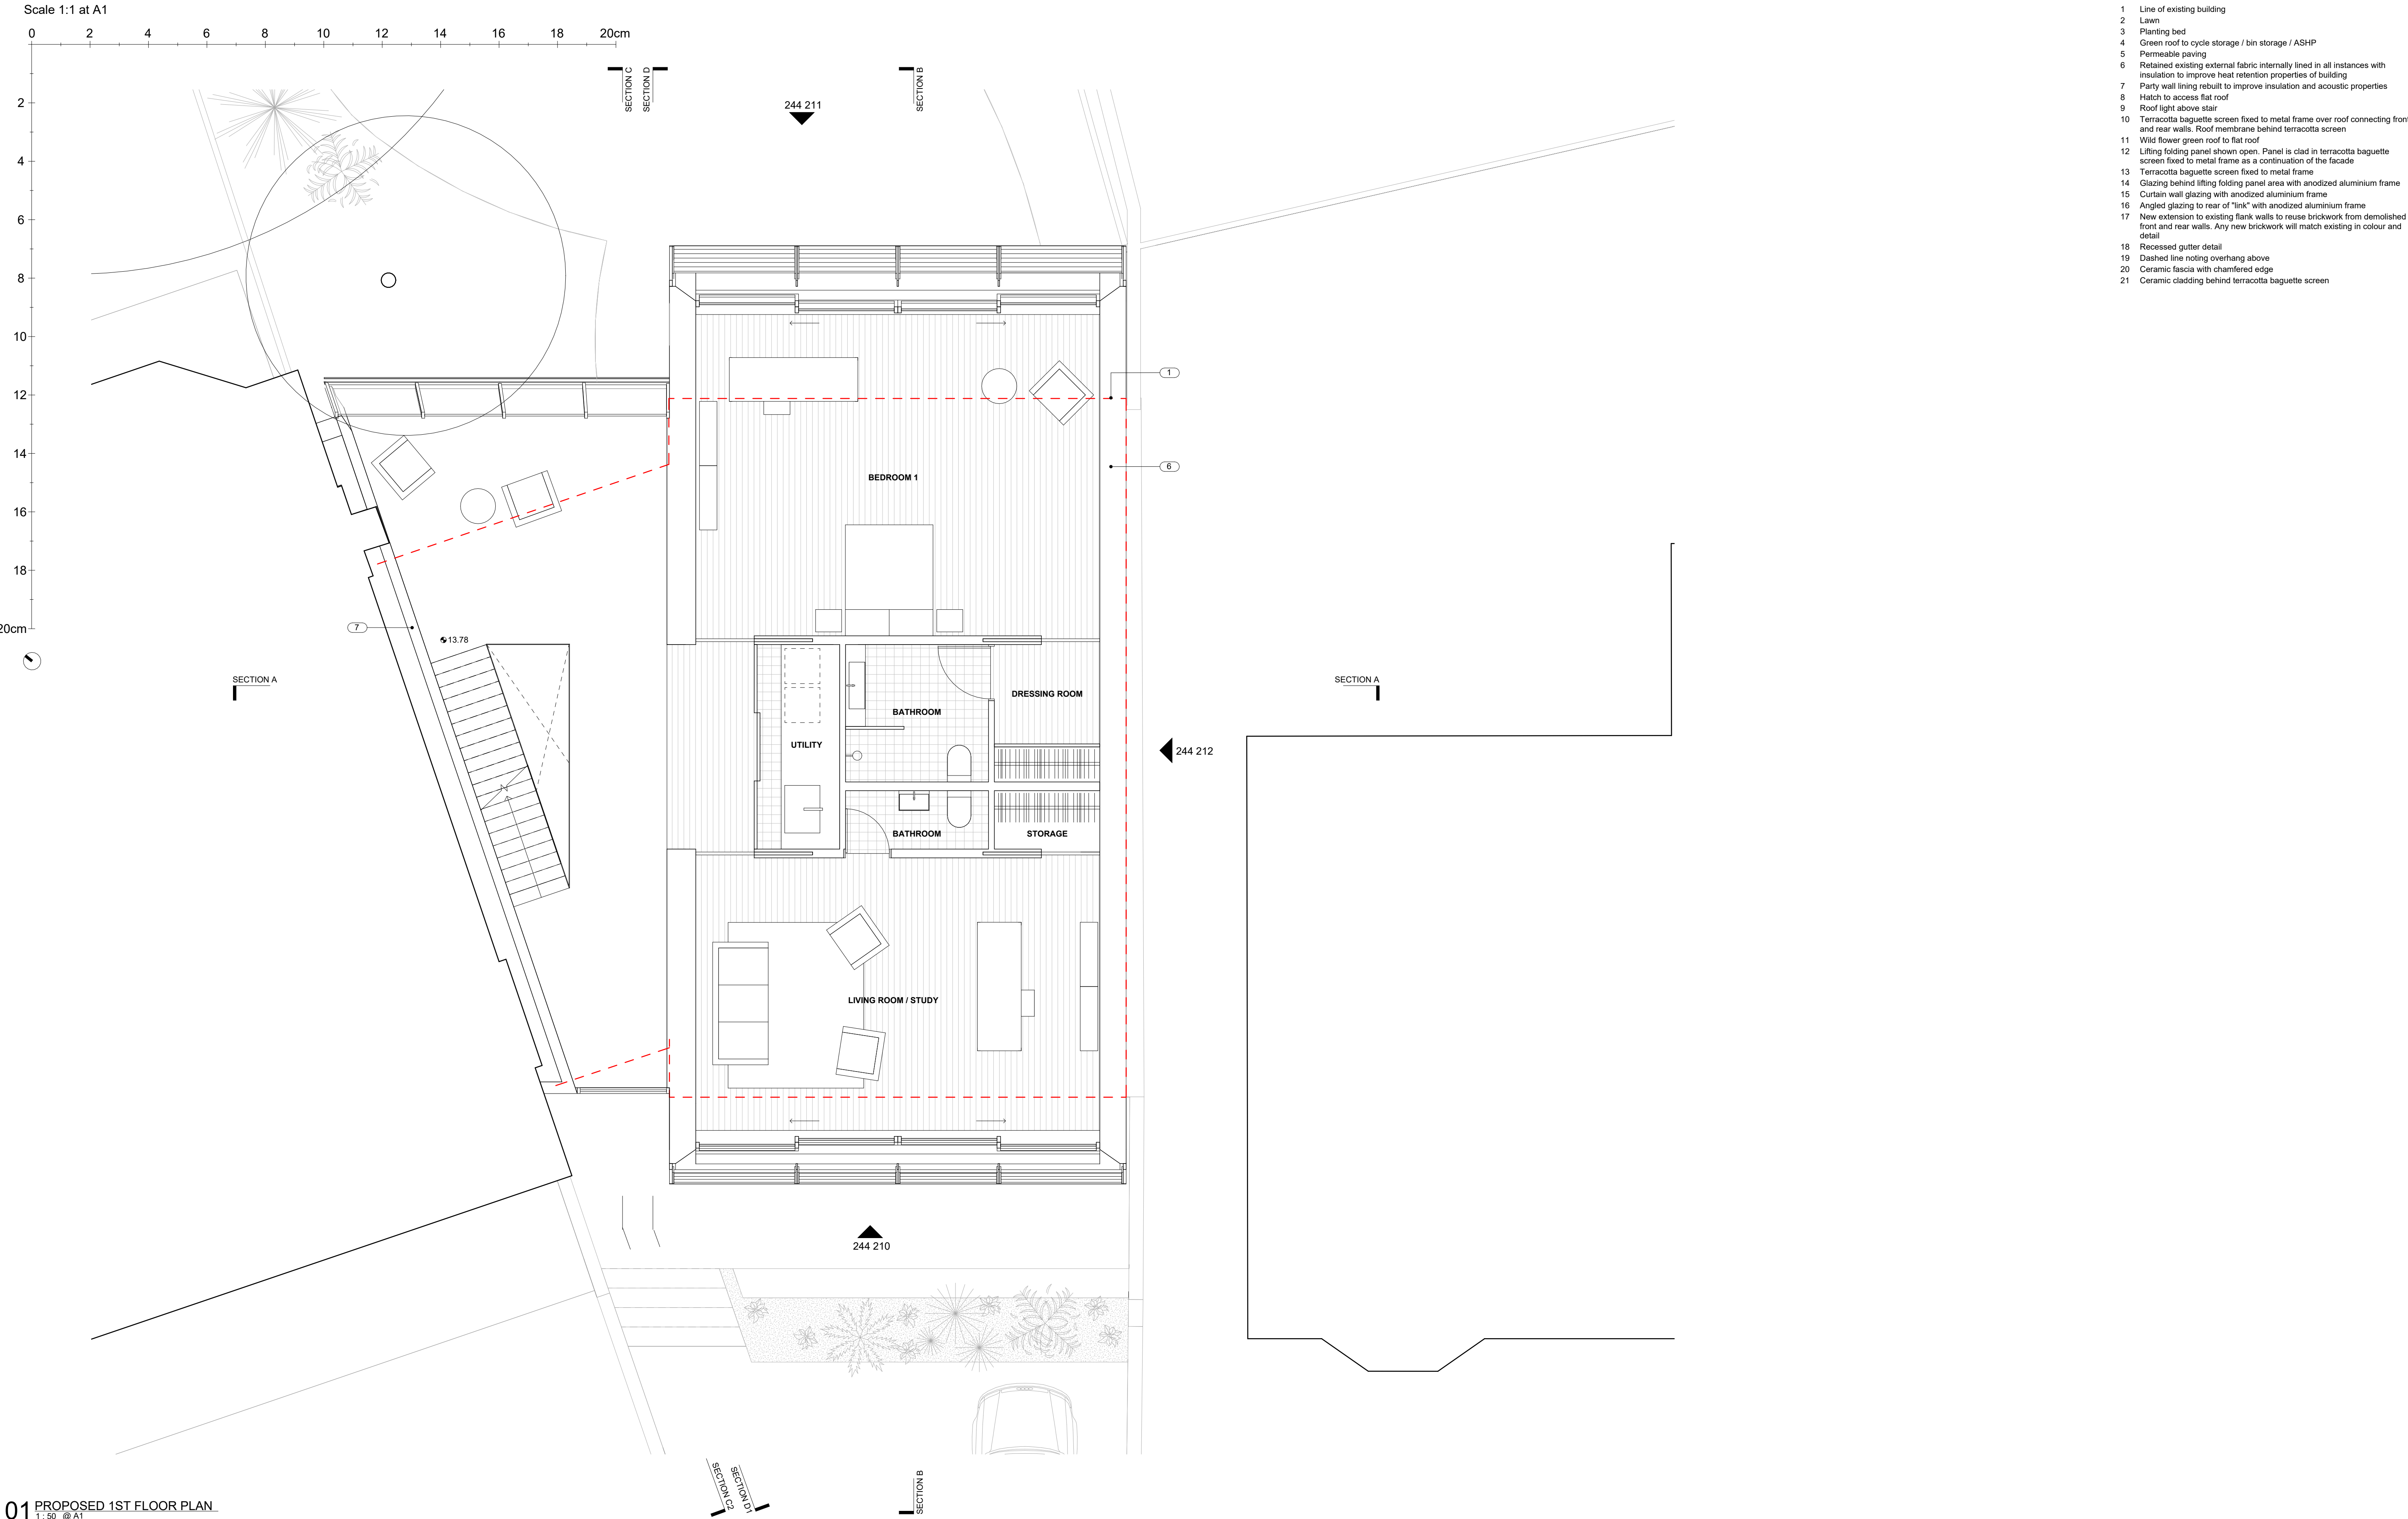 Scale 1:1 at A1
0 2 4 6 8 10 12 14 16 18 20cm
2
4
6
8
10
12
14
16
18
20cm
SECTION C
SECTION D
SECTION B
244 211
1 Line of existing building
2 Lawn
3 Planting bed
4 Green roof to cycle storage / bin storage / ASHP
5 Permeable paving
6 Retained existing external fabric internally lined in all instances with
insulation to improve heat retention properties of building
7 Party wall lining rebuilt to improve insulation and acoustic properties
8 Hatch to access flat roof
9 Roof light above stair
10 Terracotta baguette screen fixed to metal frame over roof connecting front
and rear walls. Roof membrane behind terracotta screen
11 Wild flower green roof to flat roof
12 Lifting folding panel shown open. Panel is clad in terracotta baguette
screen fixed to metal frame as a continuation of the facade
13 Terracotta baguette screen fixed to metal frame
14 Glazing behind lifting folding panel area with anodized aluminium frame
15 Curtain wall glazing with anodized aluminium frame
16 Angled glazing to rear of "link" with anodized aluminium frame
17 New extension to existing flank walls to reuse brickwork from demolished
front and rear walls. Any new brickwork will match existing in colour and
detail
18 Recessed gutter detail
19 Dashed line noting overhang above
20 Ceramic fascia with chamfered edge
21 Ceramic cladding behind terracotta baguette screen
1
6
BEDROOM 1
7
13.78
SECTION A
SECTION A
DRESSING ROOM
BATHROOM
UTILITY
244 212
BATHROOM
STORAGE
LIVING ROOM / STUDY
244 210
SECTION C2
SECTION D1
SECTION B
01 PROPOSED 1ST FLOOR PLAN
1 : 50 @ A1